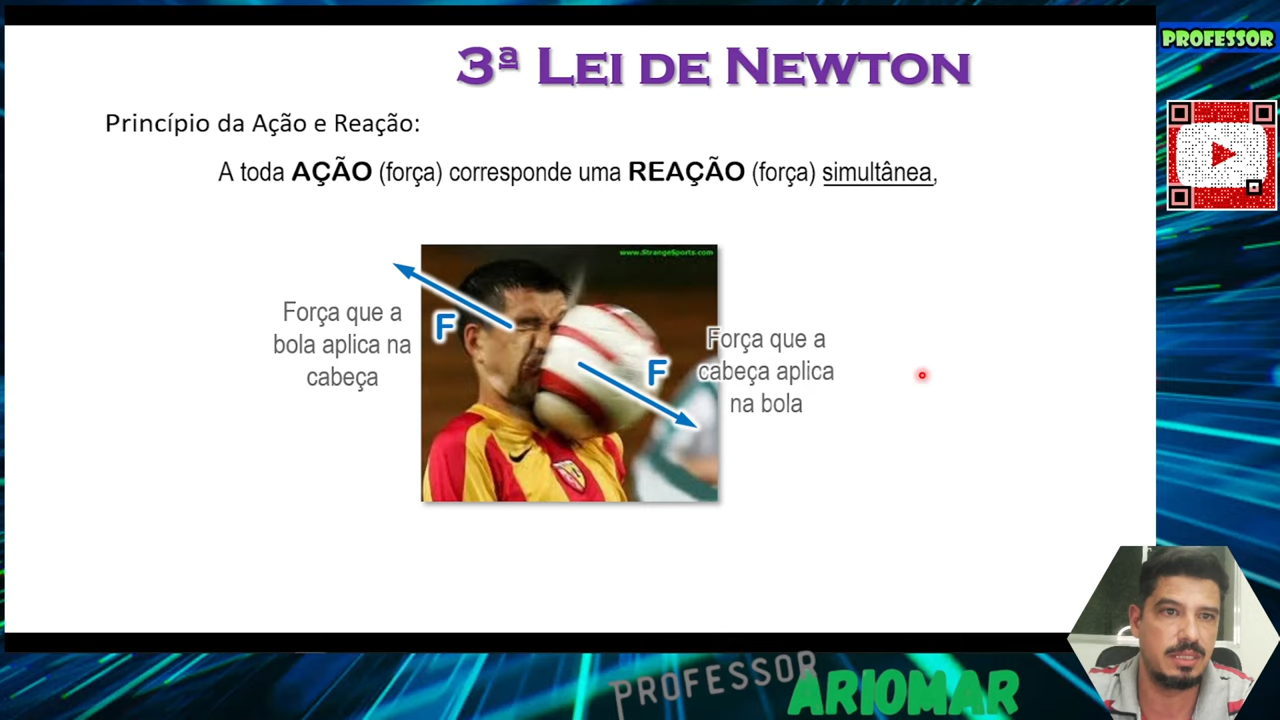 3ª LEI DE NEWTON
PROFESSOR
Princípio da Ação e Reação:
A toda AÇÃO (força) corresponde uma REAÇÃO (força) simultânea,
www.StrangeSports.com
Força que a
bola aplica na
cabeça
F
F
Força que a
cabeça aplica
na bola
PROFESSOR
ARIOMAR